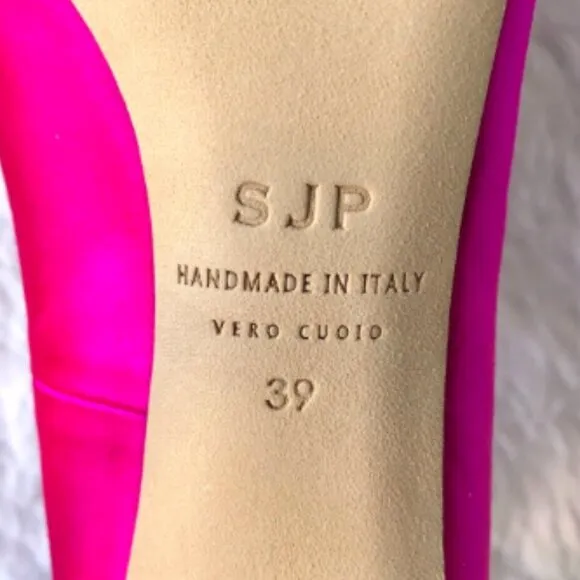 SJP
HANDMADE IN ITALY
VERO CUOIO
39